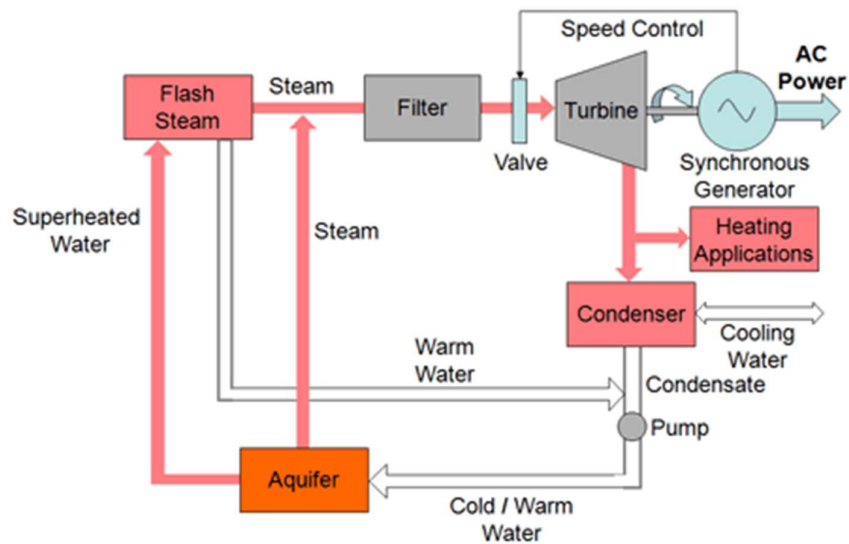 Speed Control
AC
Power
Flash
Steam
Steam
Filter
Valve
Turbine
Synchronous
Generator
Superheated
Water
Steam
Heating
Applications
Condenser
Cooling
Water
Warm
Water
Condensate
Pump
Aquifer
Cold / Warm
Water